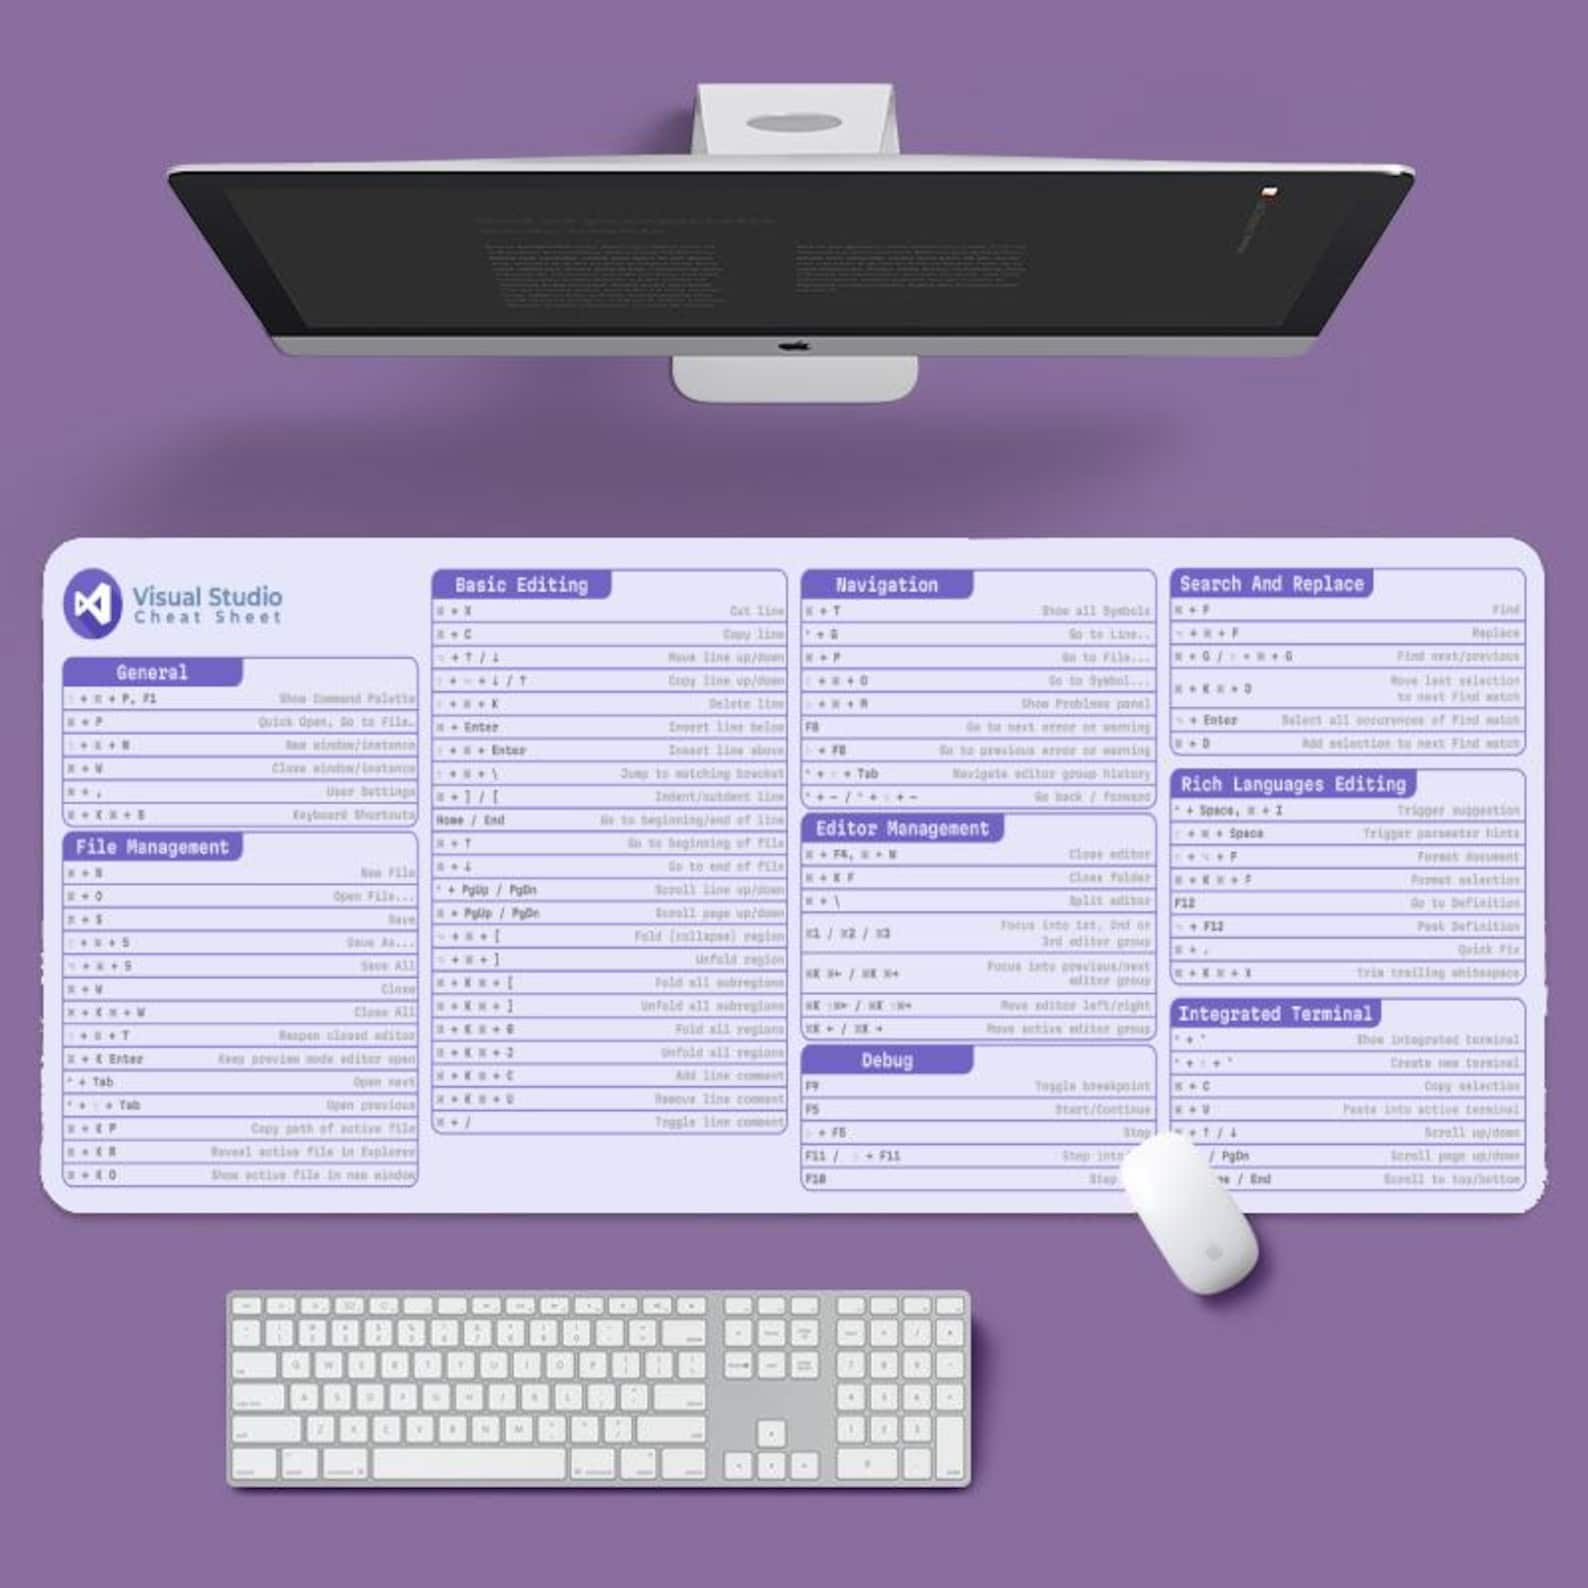 Visual Studio
Cheat Sheet
General
⇧ + ⌘ + P, F1 Show Command Palette
⌘ + P Quick Open, Go to File…
⇧ + ⌘ + N New window/instance
⌘ + W Close window/instance
⌘ + , User Settings
⌘ + K ⌘ + S Keyboard Shortcuts
File Management
⌘ + N New File
⌘ + O Open File...
⌘ + S Save
⇧ + ⌘ + S Save As...
⌥ + ⌘ + S Save All
⌘ + W Close
⌘ + K ⌘ + W Close All
⇧ + ⌘ + T Reopen closed editor
⌘ + K Enter Keep preview mode editor open
⌃ + Tab Open next
⌃ + ⇧ + Tab Open previous
⌘ + K P Copy path of active file
⌘ + K R Reveal active file in Explorer
⌘ + K O Show active file in new window
Basic Editing
⌘ + X Cut line
⌘ + C Copy line
⌥ + ↑ / ↓ Move line up/down
⇧ + ⌥ + ↓ / ↑ Copy line up/down
⇧ + ⌘ + K Delete line
⌘ + Enter Insert line below
⇧ + ⌘ + Enter Insert line above
⇧ + ⌘ + \ Jump to matching bracket
⌘ + ] / [ Indent/outdent line
Home / End Go to beginning/end of line
⌘ + ↑ Go to beginning of file
⌘ + ↓ Go to end of file
⌃ + PgUp / PgDn Scroll line up/down
⌘ + PgUp / PgDn Scroll page up/down
⌥ + ⌘ + [ Fold (collapse) region
⌥ + ⌘ + ] Unfold region
⌘ + K ⌘ + [ Fold all subregions
⌘ + K ⌘ + ] Unfold all subregions
⌘ + K ⌘ + 0 Fold all regions
⌘ + K ⌘ + J Unfold all regions
⌘ + K ⌘ + C Add line comment
⌘ + K ⌘ + U Remove line comment
⌘ + / Toggle line comment
Navigation
⌘ + T Show all Symbols
⌃ + G Go to Line..
⌘ + P Go to File...
⇧ + ⌘ + O Go to Symbol...
⇧ + ⌘ + M Show Problems panel
F8 Go to next error or warning
⇧ + F8 Go to previous error or warning
⌃ + ⇧ + Tab Navigate editor group history
⌃ + – / ⌃ + ⇧ + – Go back / forward
Editor Management
⌘ + F4, ⌘ + W Close editor
⌘ + K F Close folder
⌘ + \ Split editor
⌘1 / ⌘2 / ⌘3 Focus into 1st, 2nd or
3rd editor group
⌘K ⌘← / ⌘K ⌘→ Focus into previous/next
editor group
⌘K ⇧⌘← / ⌘K ⇧⌘→ Move editor left/right
⌘K ← / ⌘K → Move active editor group
Debug
F9 Toggle breakpoint
F5 Start/Continue
⇧ + F5 Stop
F11 / ⇧ + F11 Step into
F10 Step
Search And Replace
⌘ + F Find
⌥ + ⌘ + F Replace
⌘ + G / ⇧ + ⌘ + G Find next/previous
⌘ + K ⌘ + D Move last selection
to next Find match
⌥ + Enter Select all occurences of Find match
⌘ + D Add selection to next Find match
Rich Languages Editing
⌃ + Space, ⌘ + I Trigger suggestion
⇧ + ⌘ + Space Trigger parameter hints
⇧ + ⌥ + F Format document
⌘ + K ⌘ + F Format selection
F12 Go to Definition
⌥ + F12 Peek Definition
⌘ + . Quick Fix
⌘ + K ⌘ + X Trim trailing whitespace
Integrated Terminal
⌃ + ` Show integrated terminal
⌃ + ⇧ + ` Create new terminal
⌘ + C Copy selection
⌘ + V Paste into active terminal
⌘ + ↑ / ↓ Scroll up/down
/ PgDn Scroll page up/down
/ End Scroll to top/bottom